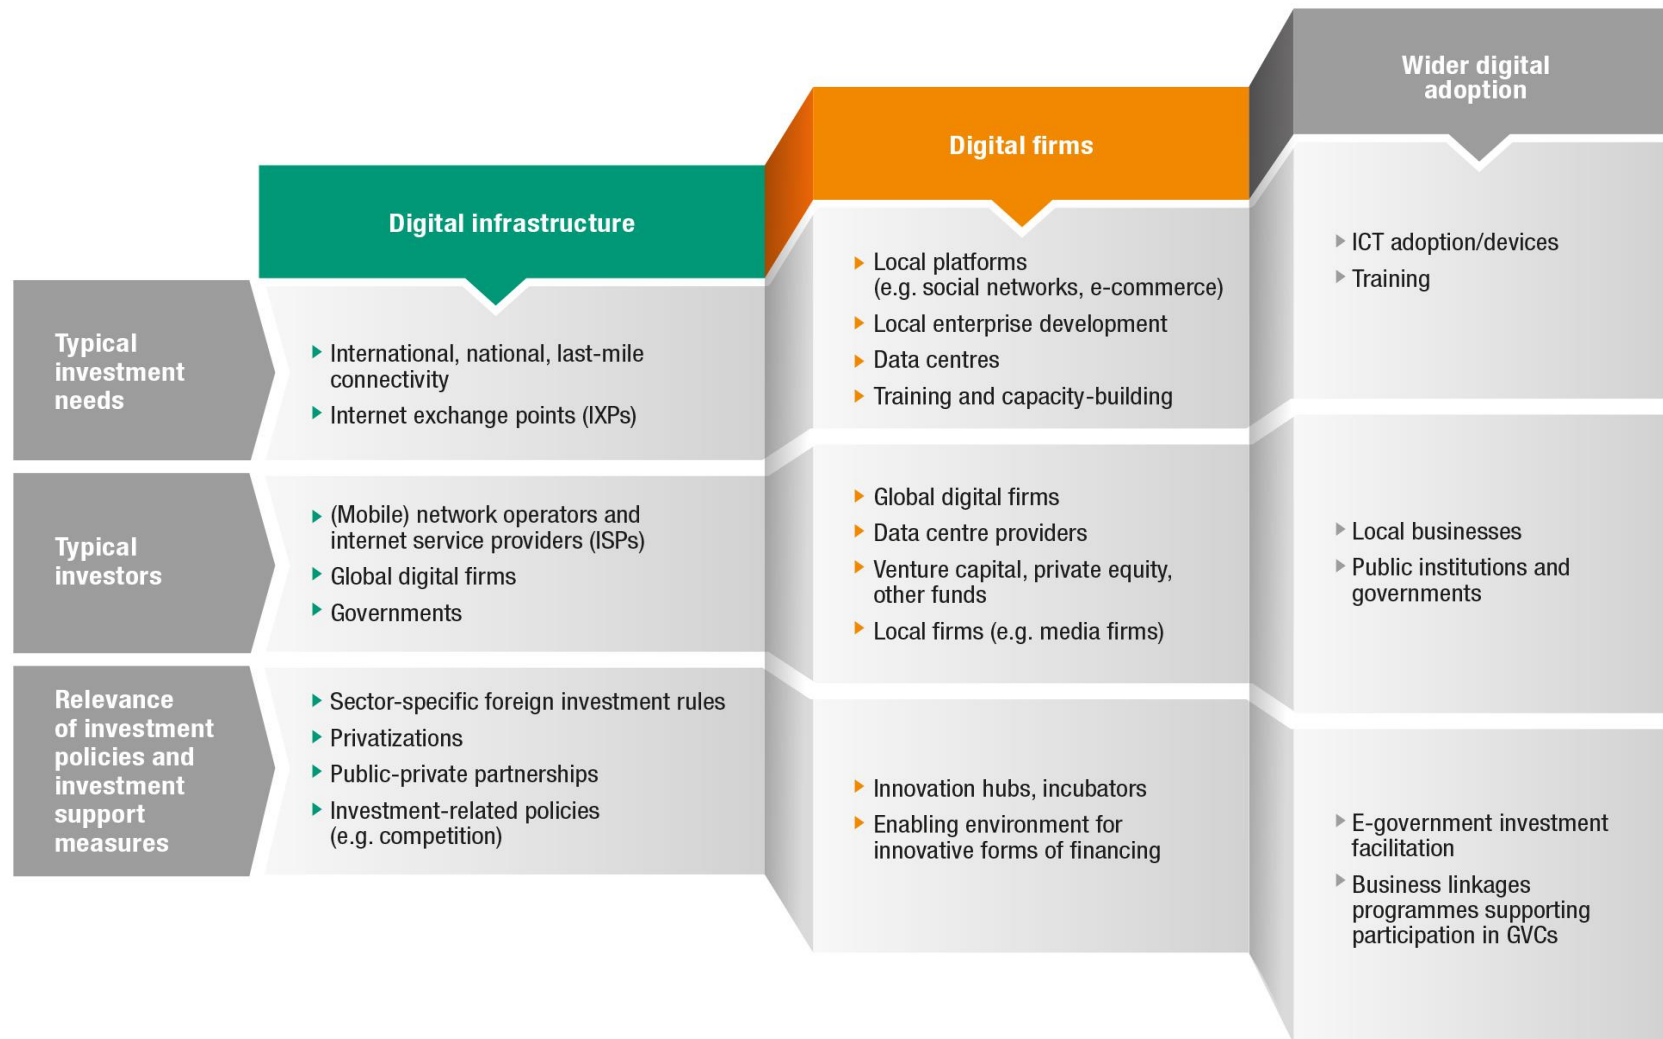 Wider digital
adoption
Digital firms
Digital infrastructure
Typical
investment
needs
International, national, last-mile
connectivity
Internet exchange points (IXPs)
Local platforms
(e.g. social networks, e-commerce)
Local enterprise development
Data centres
Training and capacity-building
ICT adoption/devices
Training
Typical
investors
(Mobile) network operators and
internet service providers (ISPs)
Global digital firms
Governments
Global digital firms
Data centre providers
Venture capital, private equity,
other funds
Local firms (e.g. media firms)
Local businesses
Public institutions and
governments
Relevance
of investment
policies and
investment
support
measures
Sector-specific foreign investment rules
Privatizations
Public-private partnerships
Investment-related policies
(e.g. competition)
Innovation hubs, incubators
Enabling environment for
innovative forms of financing
E-government investment
facilitation
Business linkages
programmes supporting
participation in GVCs